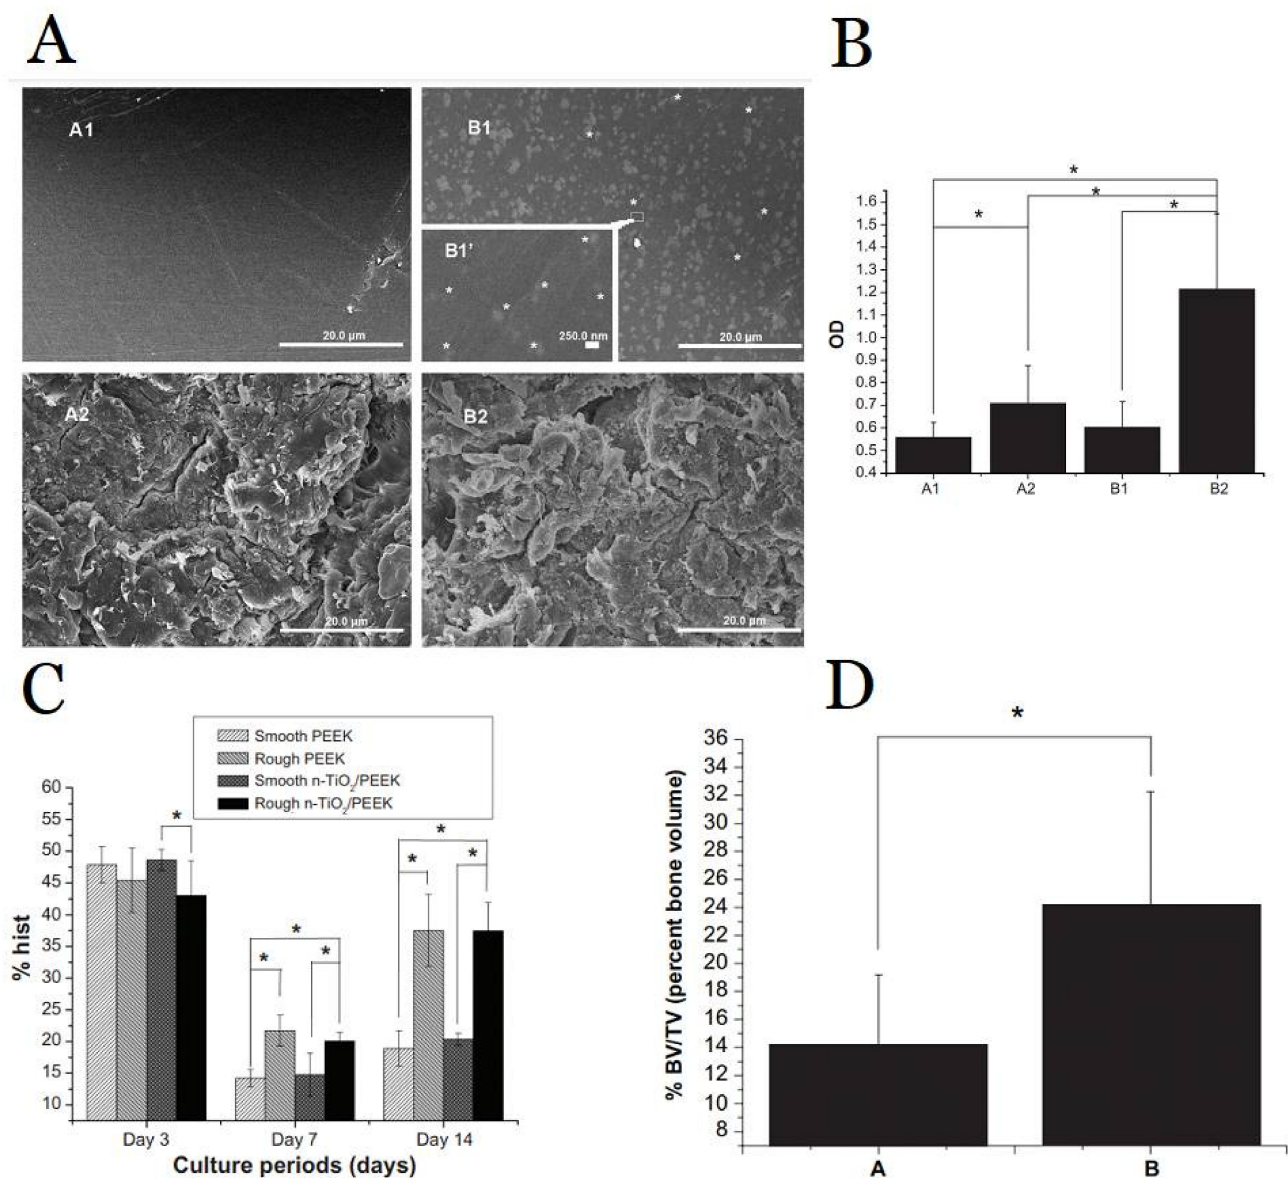 A
A1
20.0 µm
B1
* * * * * * *
B1'
* * * * * * *
250.0 nm
20.0 µm
A2
20.0 µm
B2
20.0 µm
B
*
*
*
*
1.6
1.5
1.4
1.3
1.2
1.1
1.0
0.9
0.8
0.7
0.6
0.5
0.4
OD
A1 A2 B1 B2
C
Smooth PEEK
Rough PEEK
Smooth n-TiO₂/PEEK
Rough n-TiO₂/PEEK
60
55
50
45
40
35
30
25
20
15
10
% hist
*
*
*
*
*
*
*
Day 3 Day 7 Day 14
Culture periods (days)
D
*
36
34
32
30
28
26
24
22
20
18
16
14
12
10
8
% BV/TV (percent bone volume)
A B